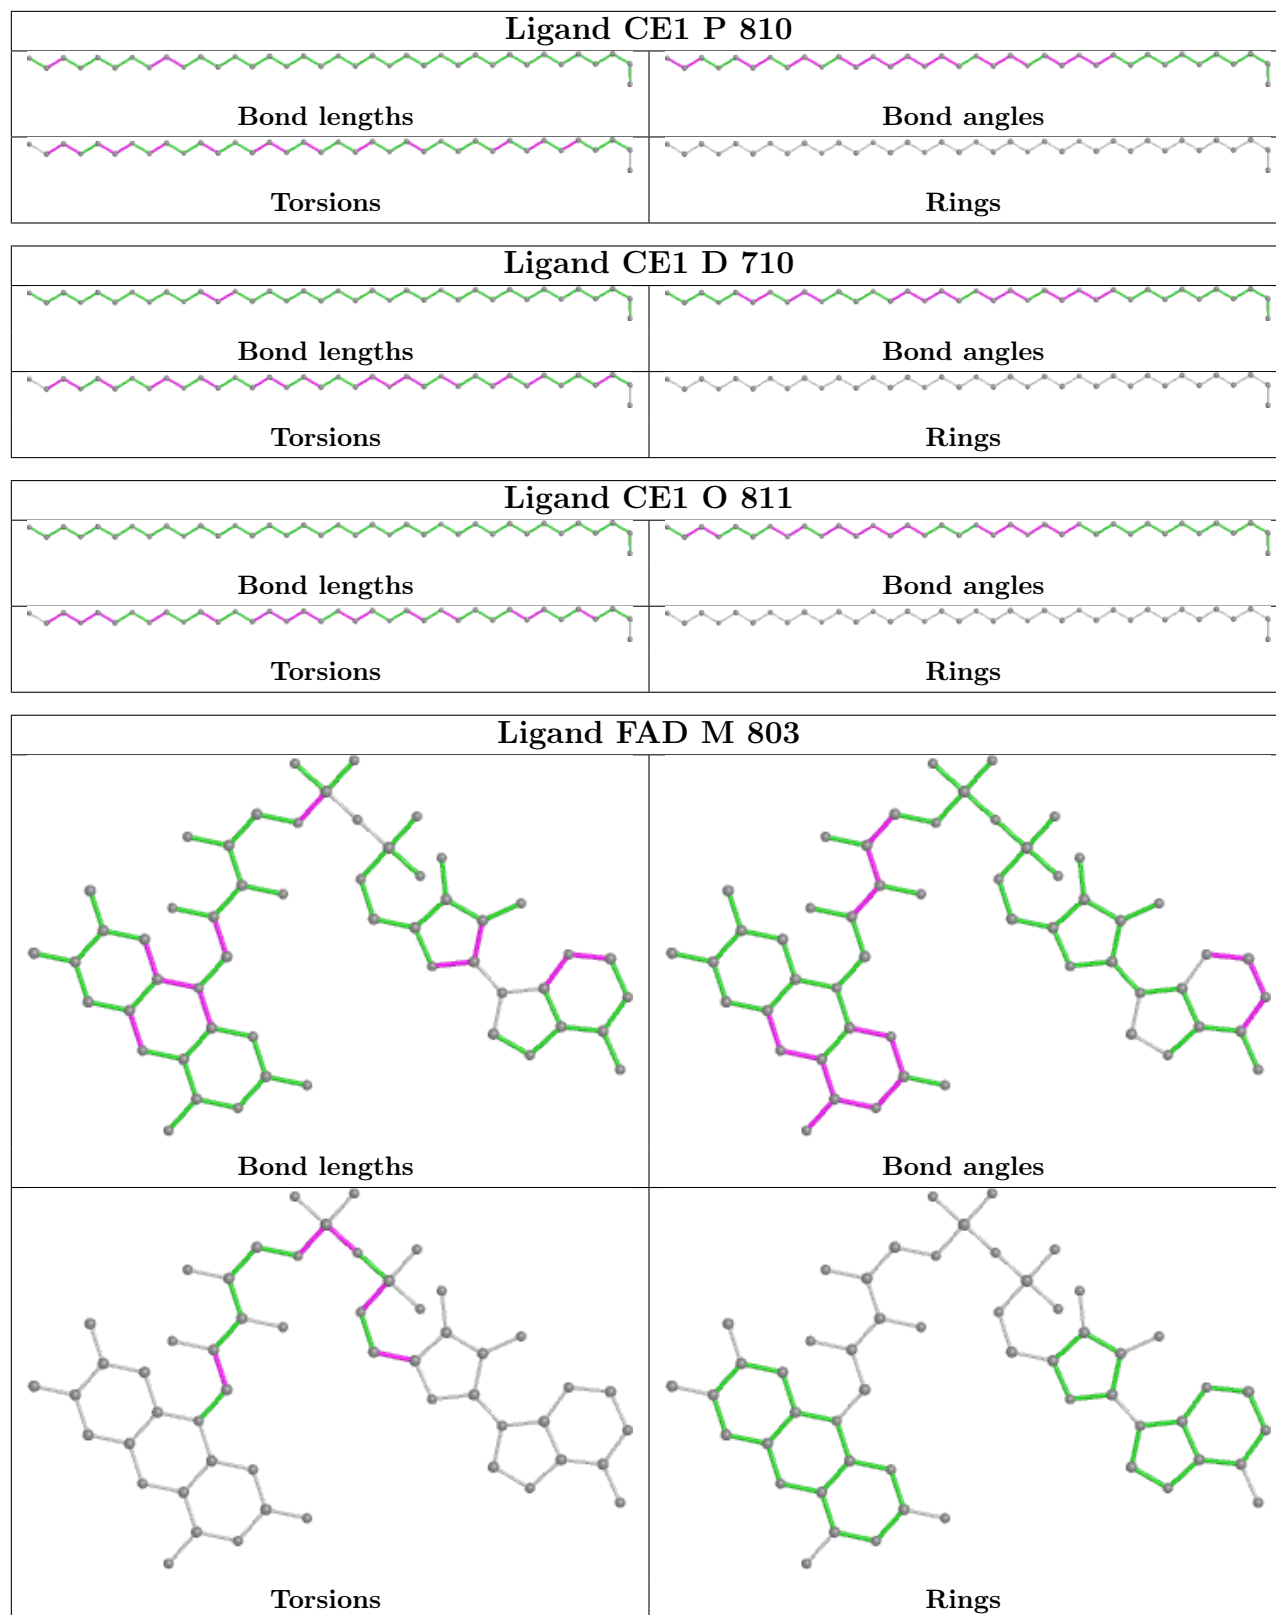 Ligand CE1 P 810
Bond lengths
Bond angles
Torsions
Rings
Ligand CE1 D 710
Bond lengths
Bond angles
Torsions
Rings
Ligand CE1 O 811
Bond lengths
Bond angles
Torsions
Rings
Ligand FAD M 803
Bond lengths
Bond angles
Torsions
Rings